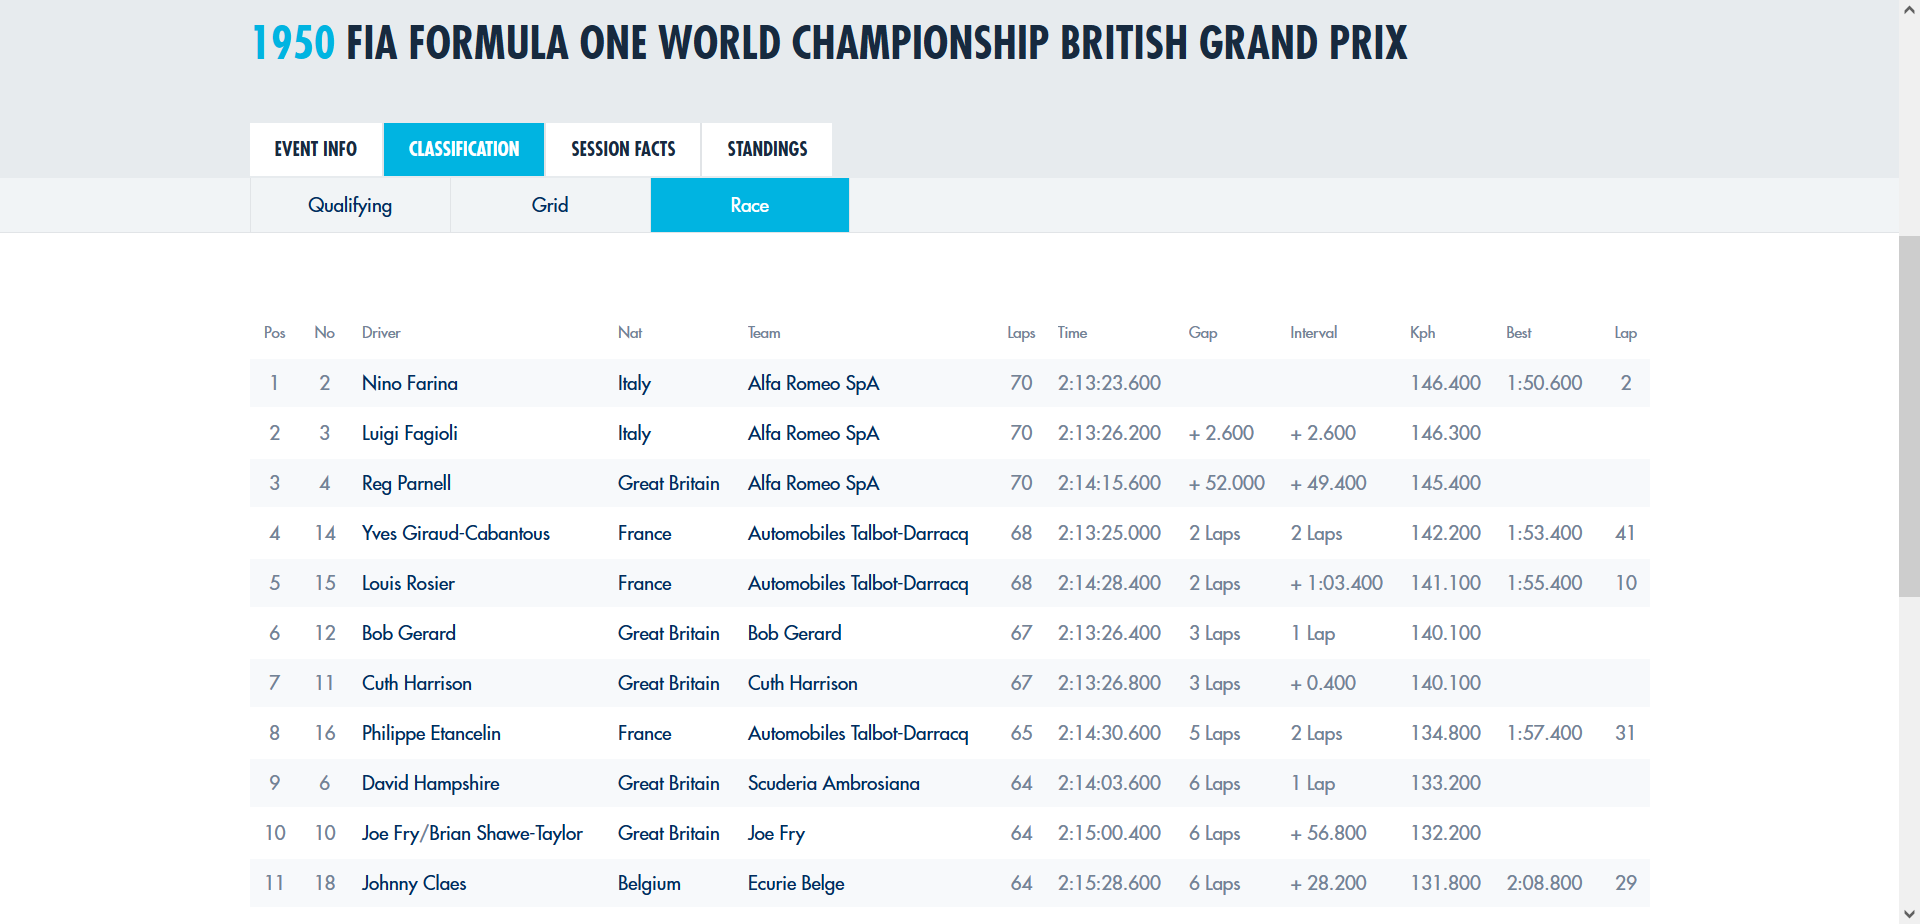 1950 FIA FORMULA ONE WORLD CHAMPIONSHIP BRITISH GRAND PRIX
EVENT INFO CLASSIFICATION SESSION FACTS STANDINGS
Qualifying Grid Race
Pos No Driver Nat Team Laps Time Gap Interval Kph Best Lap
1 2 Nino Farina Italy Alfa Romeo SpA 70 2:13:23.600 146.400 1:50.600 2
2 3 Luigi Fagioli Italy Alfa Romeo SpA 70 2:13:26.200 + 2.600 + 2.600 146.300
3 4 Reg Parnell Great Britain Alfa Romeo SpA 70 2:14:15.600 + 52.000 + 49.400 145.400
4 14 Yves Giraud-Cabantous France Automobiles Talbot-Darracq 68 2:13:25.000 2 Laps 2 Laps 142.200 1:53.400 41
5 15 Louis Rosier France Automobiles Talbot-Darracq 68 2:14:28.400 2 Laps + 1:03.400 141.100 1:55.400 10
6 12 Bob Gerard Great Britain Bob Gerard 67 2:13:26.400 3 Laps 1 Lap 140.100
7 11 Cuth Harrison Great Britain Cuth Harrison 67 2:13:26.800 3 Laps + 0.400 140.100
8 16 Philippe Etancelin France Automobiles Talbot-Darracq 65 2:14:30.600 5 Laps 2 Laps 134.800 1:57.400 31
9 6 David Hampshire Great Britain Scuderia Ambrosiana 64 2:14:03.600 6 Laps 1 Lap 133.200
10 10 Joe Fry/Brian Shawe-Taylor Great Britain Joe Fry 64 2:15:00.400 6 Laps + 56.800 132.200
11 18 Johnny Claes Belgium Ecurie Belge 64 2:15:28.600 6 Laps + 28.200 131.800 2:08.800 29